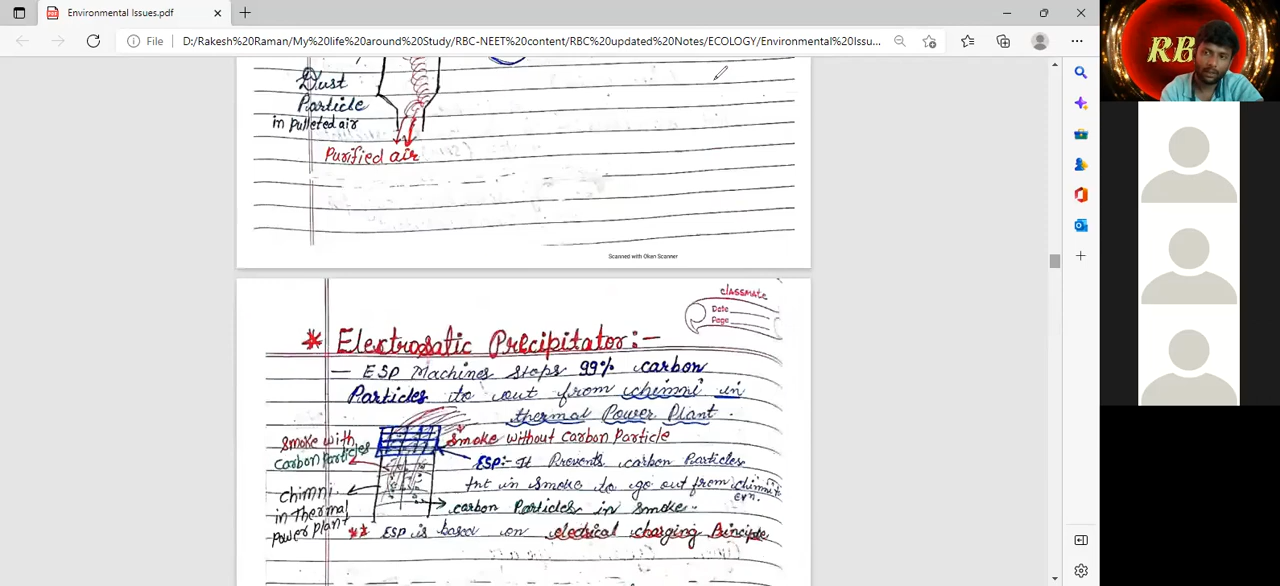 Environmental Issues.pdf
File
D:/Rakesh%20Raman/My%20life%20around%20Study/RBC-NEET%20content/RBC%20updated%20Notes/ECOLOGY/Environmental%20Issu...
RB
Dust
Particle
in pulleted air
Purified air
Scanned with Oken Scanner
CLASSMATE
Date
Page
* Electrosatic Precipitator:-
— ESP Machines stops 99% carbon
Particles to out from chimni in
thermal Power Plant.
Smoke with
carbon Particles
Smoke without carbon Particle
ESP:- It Prevents carbon Particles
in smoke to go out from chimni
Chimni
in thermal
power plant
carbon Particles in smoke.
** ESP is based on electrical charging Principle